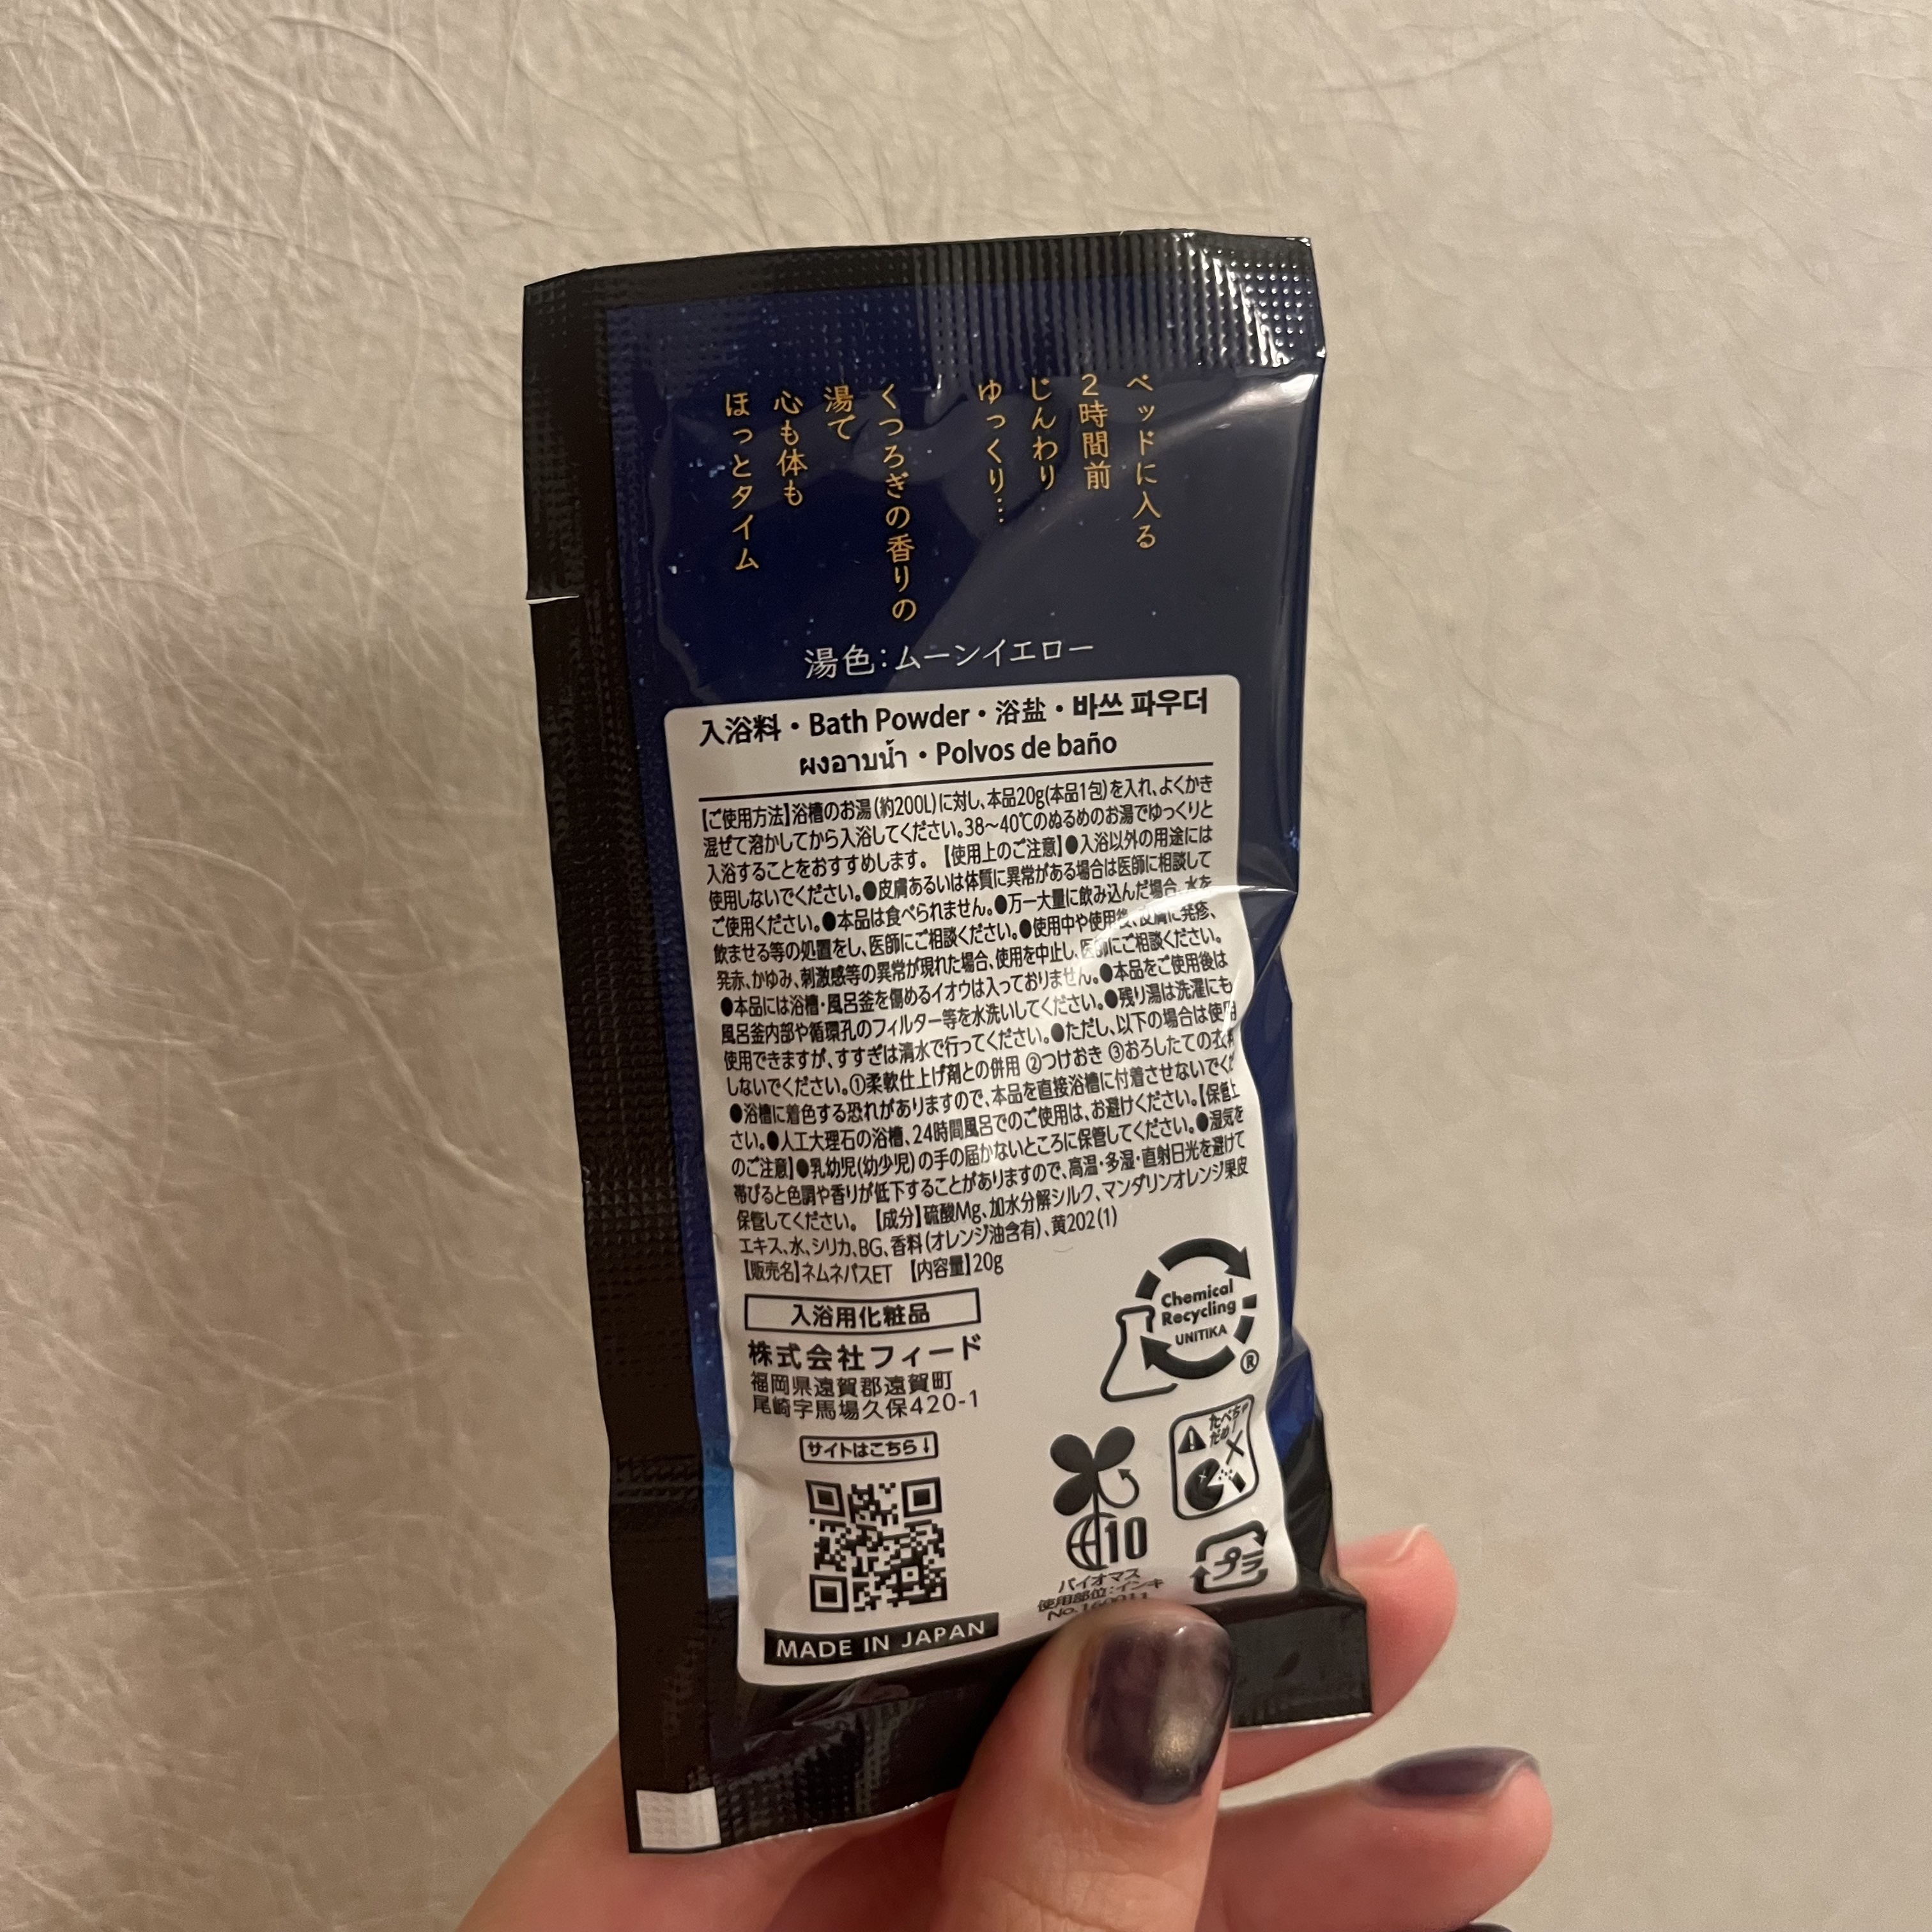 ベッドに入る
2時間前
じんわり
ゆっくり…
くつろぎの香りの
湯で
心も体も
ほっとタイム
湯色：ムーンイエロー
入浴料・Bath Powder・浴盐・바쓰 파우더
ผงอาบน้ำ・Polvos de baño
【ご使用方法】浴槽のお湯(約200L)に対し、本品20g(本品1包)を入れ、よくかき
混ぜて溶かしてから入浴してください。38～40℃のぬるめのお湯でゆっくりと
入浴することをおすすめします。【使用上のご注意】●入浴以外の用途には
使用しないでください。●皮膚あるいは体質に異常がある場合は医師に相談して
ご使用ください。●本品は食べられません。●万一大量に飲み込んだ場合、水を
飲ませる等の処置をし、医師にご相談ください。●使用中や使用後、皮膚に発疹、
発赤、かゆみ、刺激感等の異常が現れた場合、使用を中止し、医師にご相談ください。
●本品には浴槽・風呂釜を傷めるイオウは入っておりません。●本品をご使用後は
風呂釜内部や循環孔のフィルター等を水洗いしてください。●残り湯は洗濯にも
使用できますが、すすぎは清水で行ってください。●ただし、以下の場合は使用
しないでください。①柔軟仕上げ剤との併用 ②つけおき ③おろしたての衣料
●浴槽に着色する恐れがありますので、本品を直接浴槽に付着させないでくだ
さい。●人工大理石の浴槽、24時間風呂でのご使用は、お避けください。【保管上
のご注意】●乳幼児(幼少児)の手の届かないところに保管してください。●湿気を
帯びると色調や香りが低下することがありますので、高温・多湿・直射日光を避けて
保管してください。【成分】硫酸Mg、加水分解シルク、マンダリンオレンジ果皮
エキス、水、シリカ、BG、香料(オレンジ油含有)、黄202(1)
【販売名】ネムネバスET 【内容量】20g
入浴用化粧品
株式会社フィード
福岡県遠賀郡遠賀町
尾崎字馬場久保420-1
サイトはこちら↓
MADE IN JAPAN
Chemical
Recycling
UNITIKA
®
たべちゃ
だめ!
10
バイオマス
使用部位:インキ
プラ